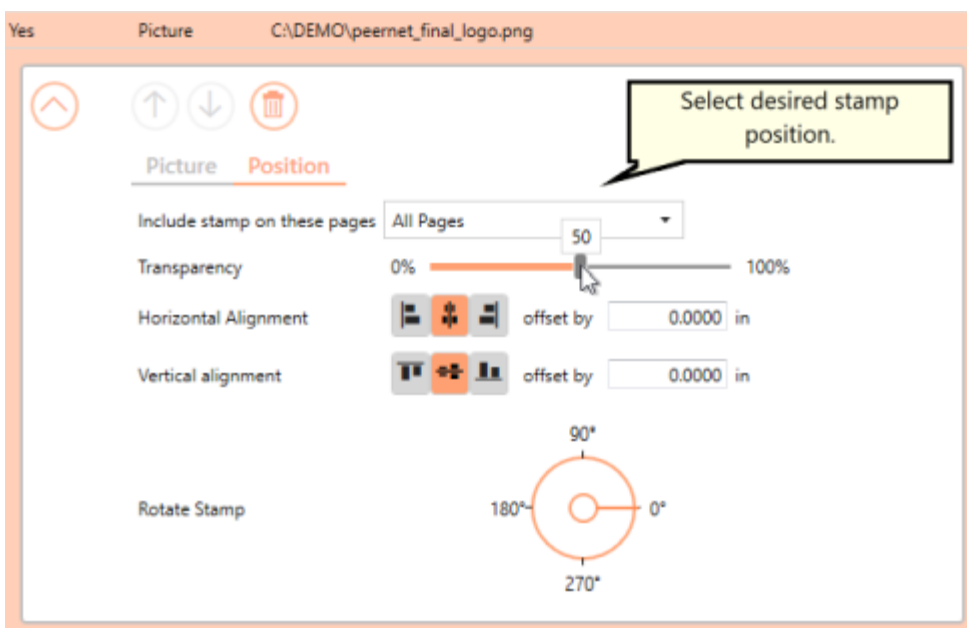 Yes Picture C:\DEMO\peernet_final_logo.png
Select desired stamp
position.
Picture Position
Include stamp on these pages All Pages
50
Transparency 0% 100%
Horizontal Alignment offset by 0.0000 in
Vertical alignment offset by 0.0000 in
90°
Rotate Stamp 180° 0°
270°